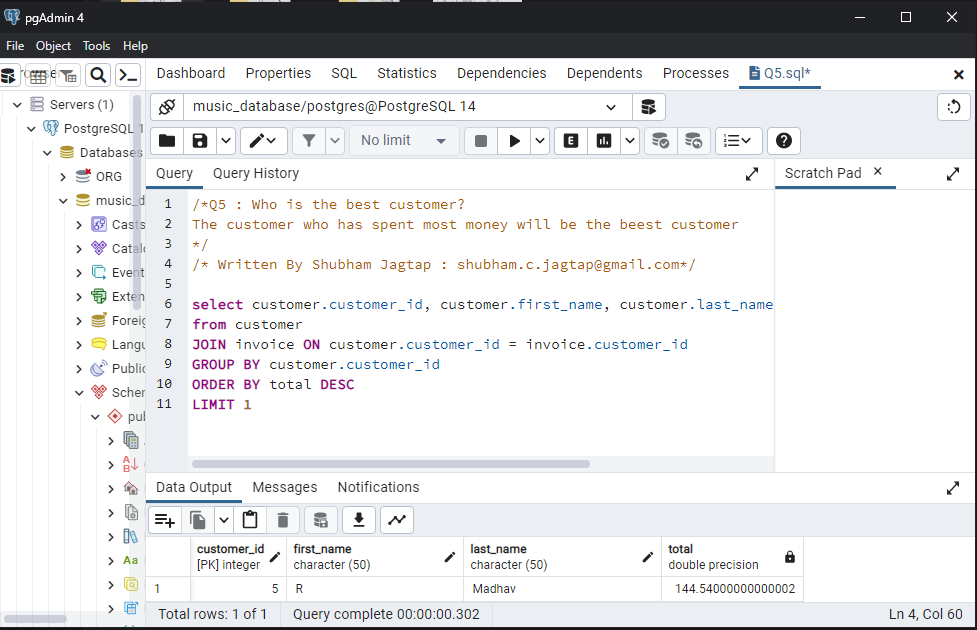 pgAdmin 4
File Object Tools Help
Dashboard Properties SQL Statistics Dependencies Dependents Processes Q5.sql*
Servers (1)
PostgreSQL 1
Databases
ORG
music_d
Casts
Catalo
Event
Exten
Foreig
Langu
Public
Schem
pub
music_database/postgres@PostgreSQL 14
No limit
E
Query Query History
Scratch Pad
1 /*Q5 : Who is the best customer?
2 The customer who has spent most money will be the beest customer
3 */
4 /* Written By Shubham Jagtap : shubham.c.jagtap@gmail.com*/
5
6 select customer.customer_id, customer.first_name, customer.last_name
7 from customer
8 JOIN invoice ON customer.customer_id = invoice.customer_id
9 GROUP BY customer.customer_id
10 ORDER BY total DESC
11 LIMIT 1
Data Output Messages Notifications
customer_id first_name last_name total
[PK] integer character (50) character (50) double precision
1 5 R Madhav 144.54000000000002
Total rows: 1 of 1 Query complete 00:00:00.302 Ln 4, Col 60